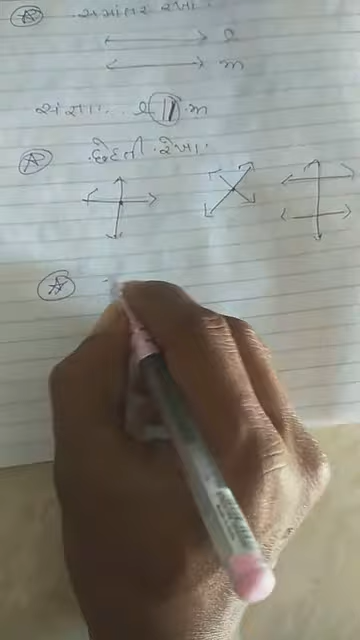 સમાંતર રેખા.
l
m
સંજ્ઞા... l || m
છેદતી રેખા.